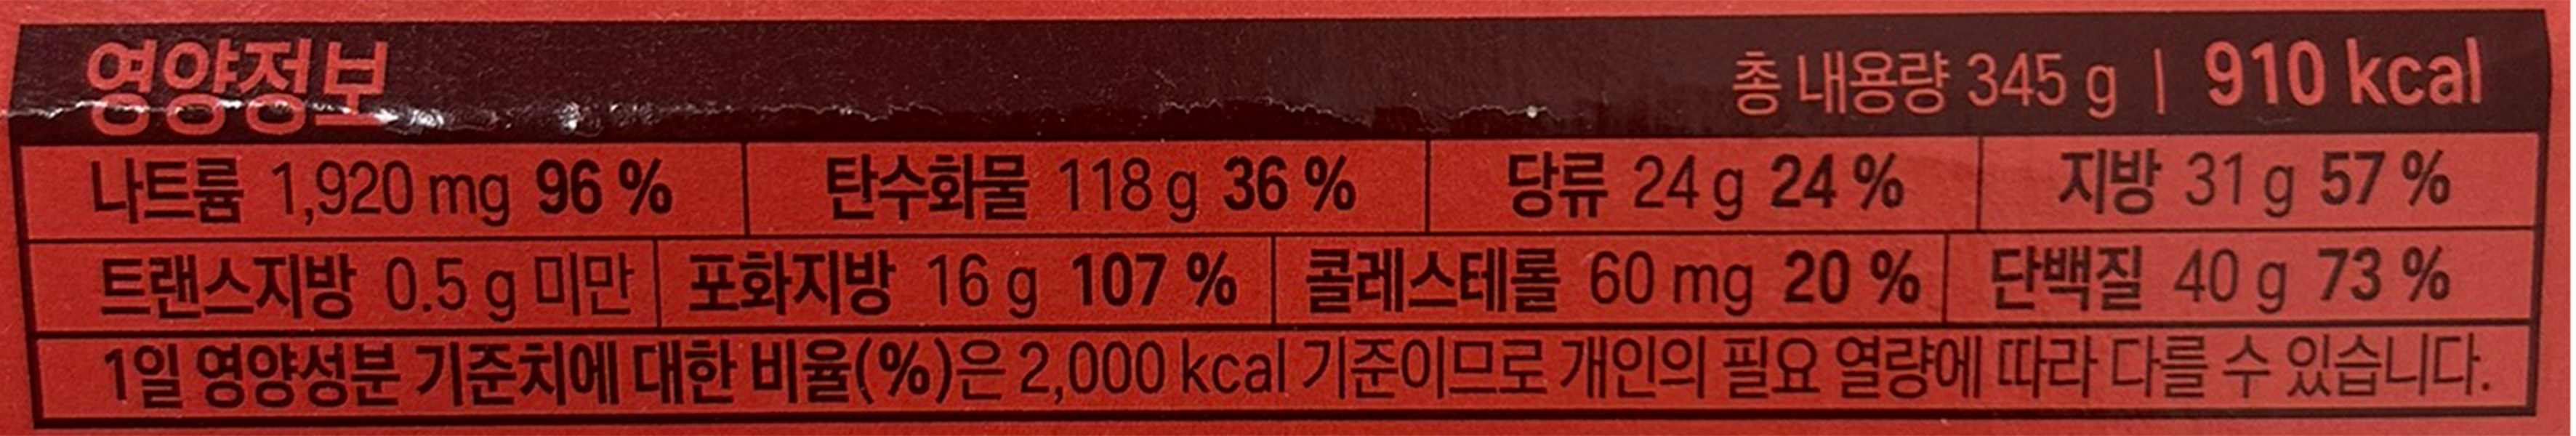 영양정보 총 내용량 345 g | 910 kcal
나트륨 1,920 mg 96 % 탄수화물 118 g 36 % 당류 24 g 24 % 지방 31 g 57 %
트랜스지방 0.5 g 미만 포화지방 16 g 107 % 콜레스테롤 60 mg 20 % 단백질 40 g 73 %
1일 영양성분 기준치에 대한 비율(%)은 2,000 kcal 기준이므로 개인의 필요 열량에 따라 다를 수 있습니다.